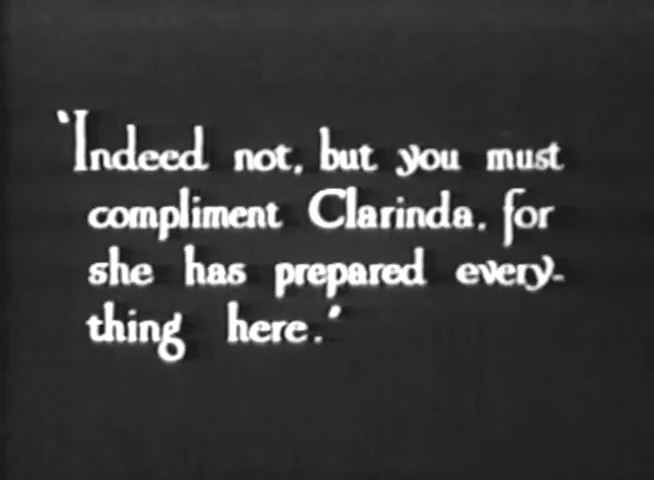 'Indeed not, but you must
compliment Clarinda, for
she has prepared every-
thing here.'